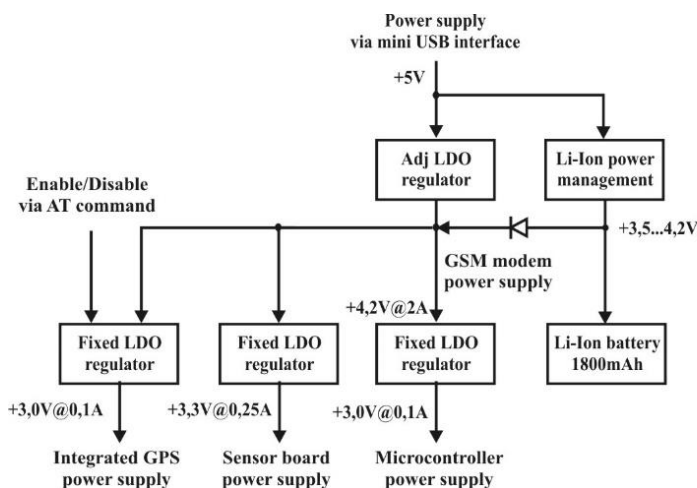 Power supply
via mini USB interface
+5V
Adj LDO
regulator
Li-Ion power
management
Enable/Disable
via AT command
+3,5...4,2V
GSM modem
power supply
+4,2V@2A
Fixed LDO
regulator
Fixed LDO
regulator
Fixed LDO
regulator
Li-Ion battery
1800mAh
+3,0V@0,1A
+3,3V@0,25A
+3,0V@0,1A
Integrated GPS
power supply
Sensor board
power supply
Microcontroller
power supply